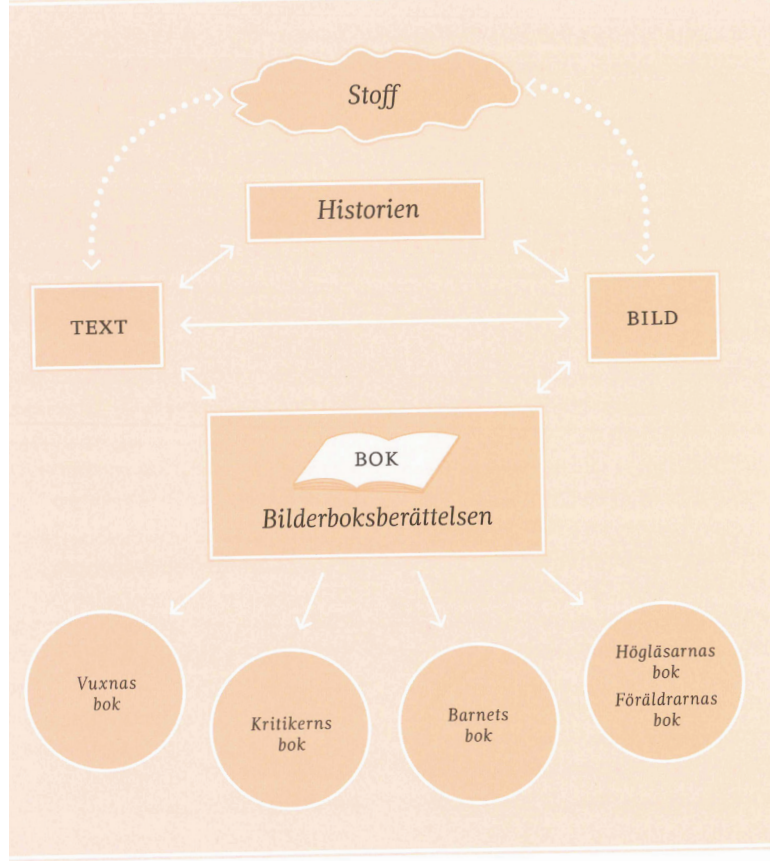 Stoff
Historien
TEXT
BILD
BOK
Bilderboksberättelsen
Vuxnas
bok
Kritikerns
bok
Barnets
bok
Högläsarnas
bok
Föräldrarnas
bok